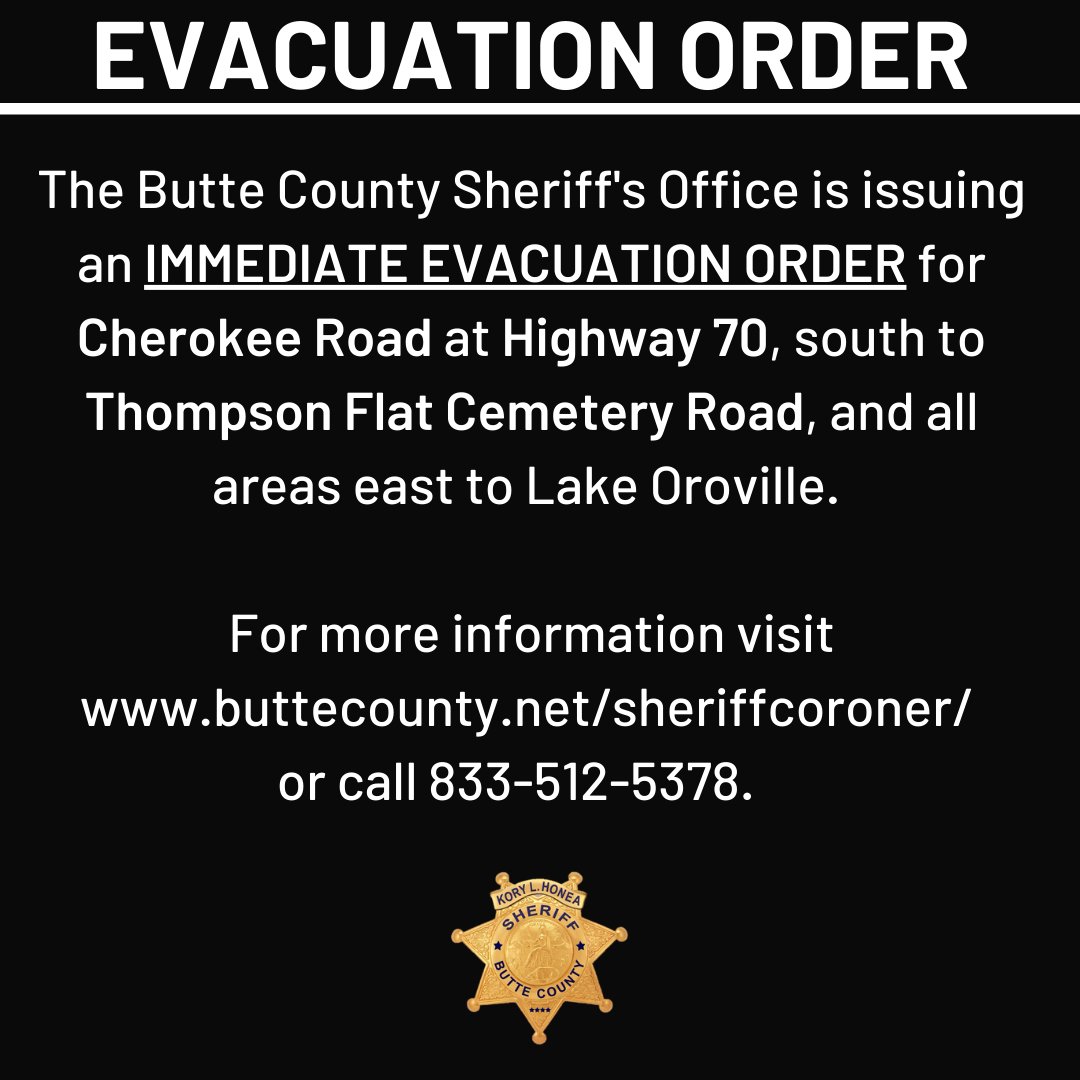 EVACUATION ORDER
The Butte County Sheriff's Office is issuing
an IMMEDIATE EVACUATION ORDER for
Cherokee Road at Highway 70, south to
Thompson Flat Cemetery Road, and all
areas east to Lake Oroville.
For more information visit
www.buttecounty.net/sheriffcoroner/
or call 833-512-5378.
KORY L. HONEA
SHERIFF
BUTTE COUNTY